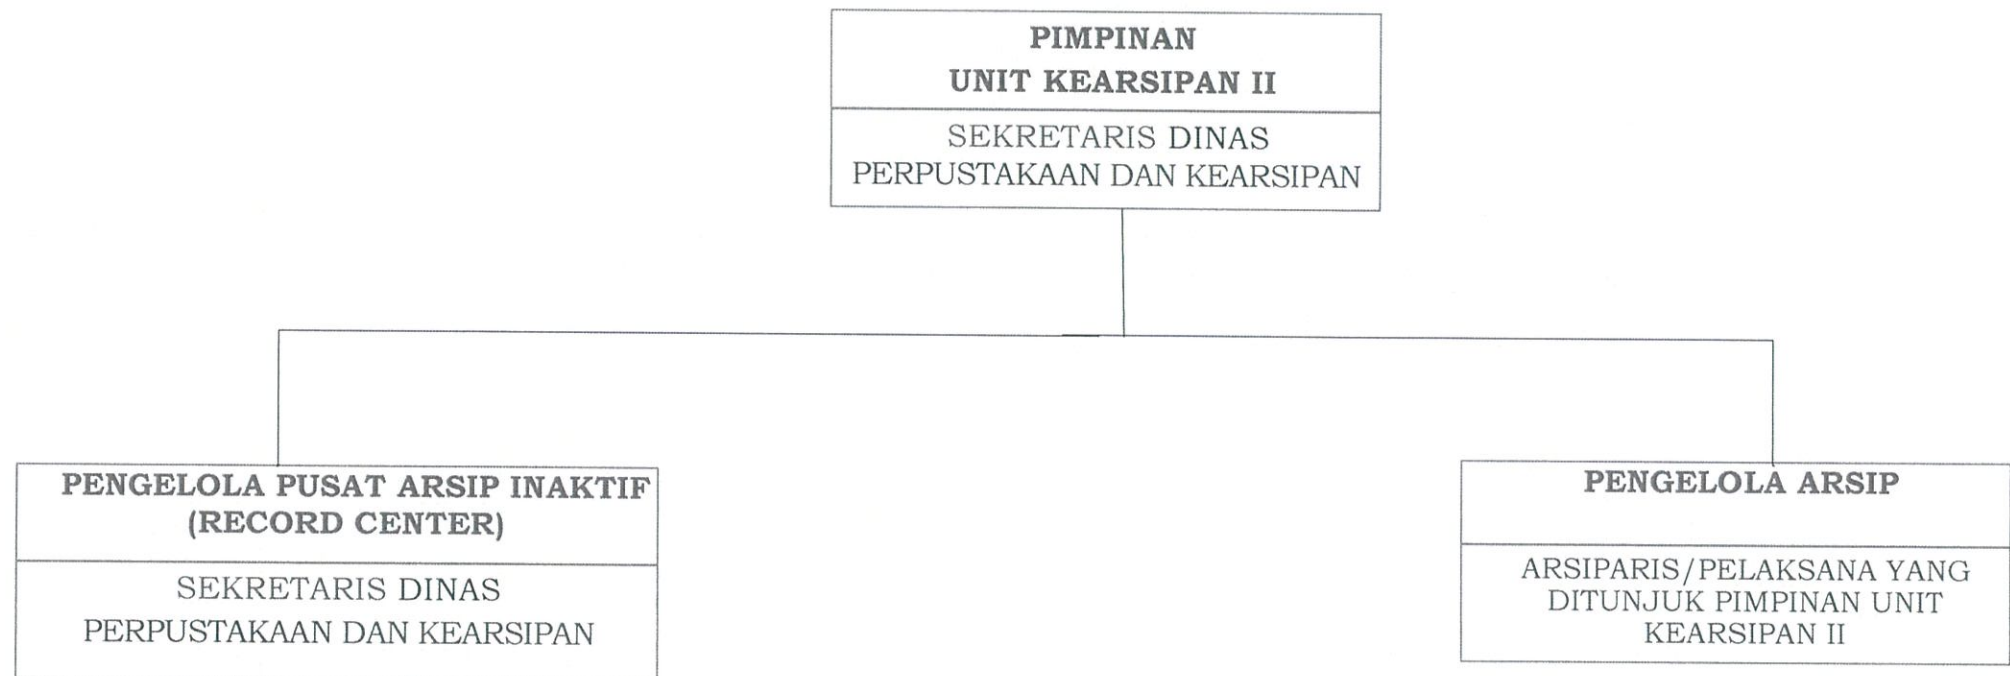 PIMPINAN
UNIT KEARSIPAN II
SEKRETARIS DINAS
PERPUSTAKAAN DAN KEARSIPAN
PENGELOLA PUSAT ARSIP INAKTIF
(RECORD CENTER)
SEKRETARIS DINAS
PERPUSTAKAAN DAN KEARSIPAN
PENGELOLA ARSIP
ARSIPARIS/PELAKSANA YANG
DITUNJUK PIMPINAN UNIT
KEARSIPAN II